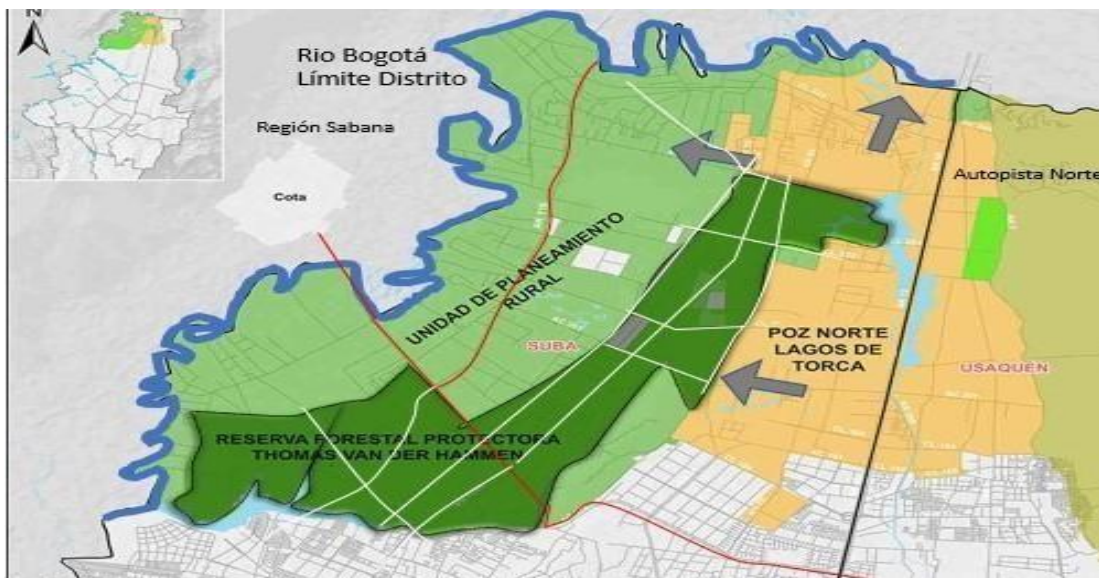 N
Rio Bogotá
Límite Distrito
Región Sabana
Cota
Autopista Norte
UNIDAD DE PLANEAMIENTO
RURAL
SUBA
POZ NORTE
LAGOS DE
TORCA
USAQUEN
RESERVA FORESTAL PROTECTORA
THOMAS VAN DER HAMMEN